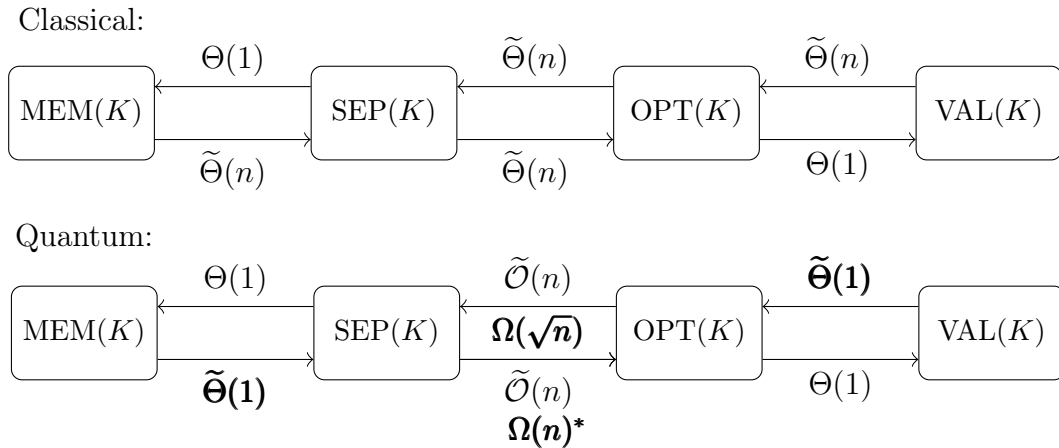 Classical:
Θ(1) Θ̃(n) Θ̃(n)
MEM(K) SEP(K) OPT(K) VAL(K)
Θ̃(n) Θ̃(n) Θ(1)
Quantum:
Θ(1) Õ(n) Θ̃(1)
MEM(K) SEP(K) Ω(√n) OPT(K) VAL(K)
Θ̃(1) Õ(n) Θ(1)
Ω(n)*